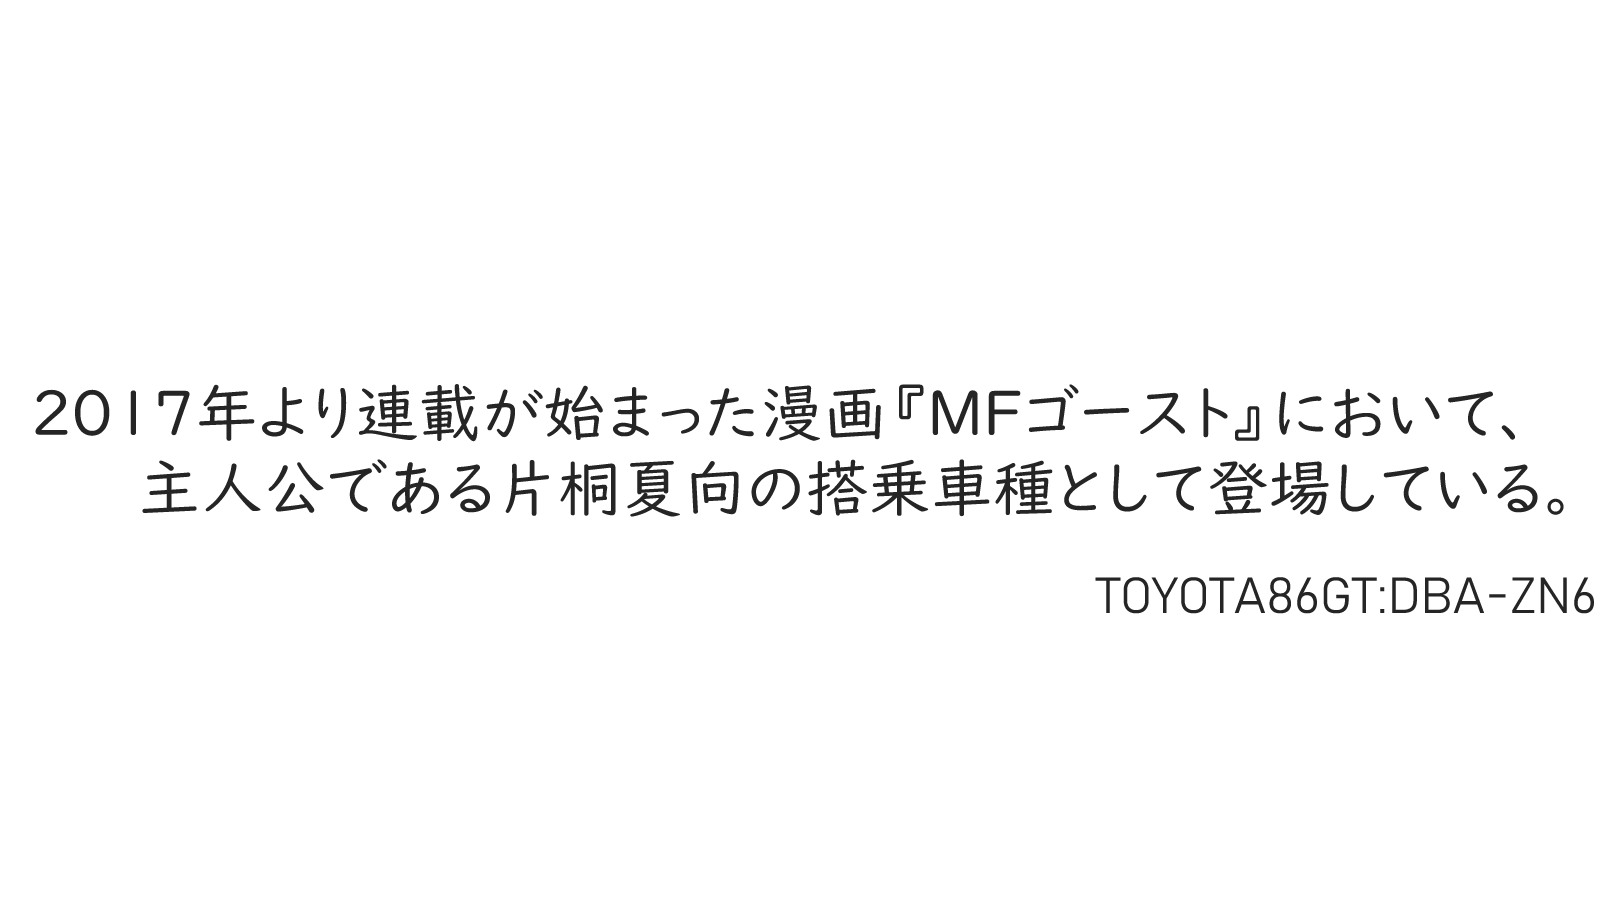 2017年より連載が始まった漫画『MFゴースト』において、
主人公である片桐夏向の搭乗車種として登場している。
TOYOTA86GT:DBA-ZN6